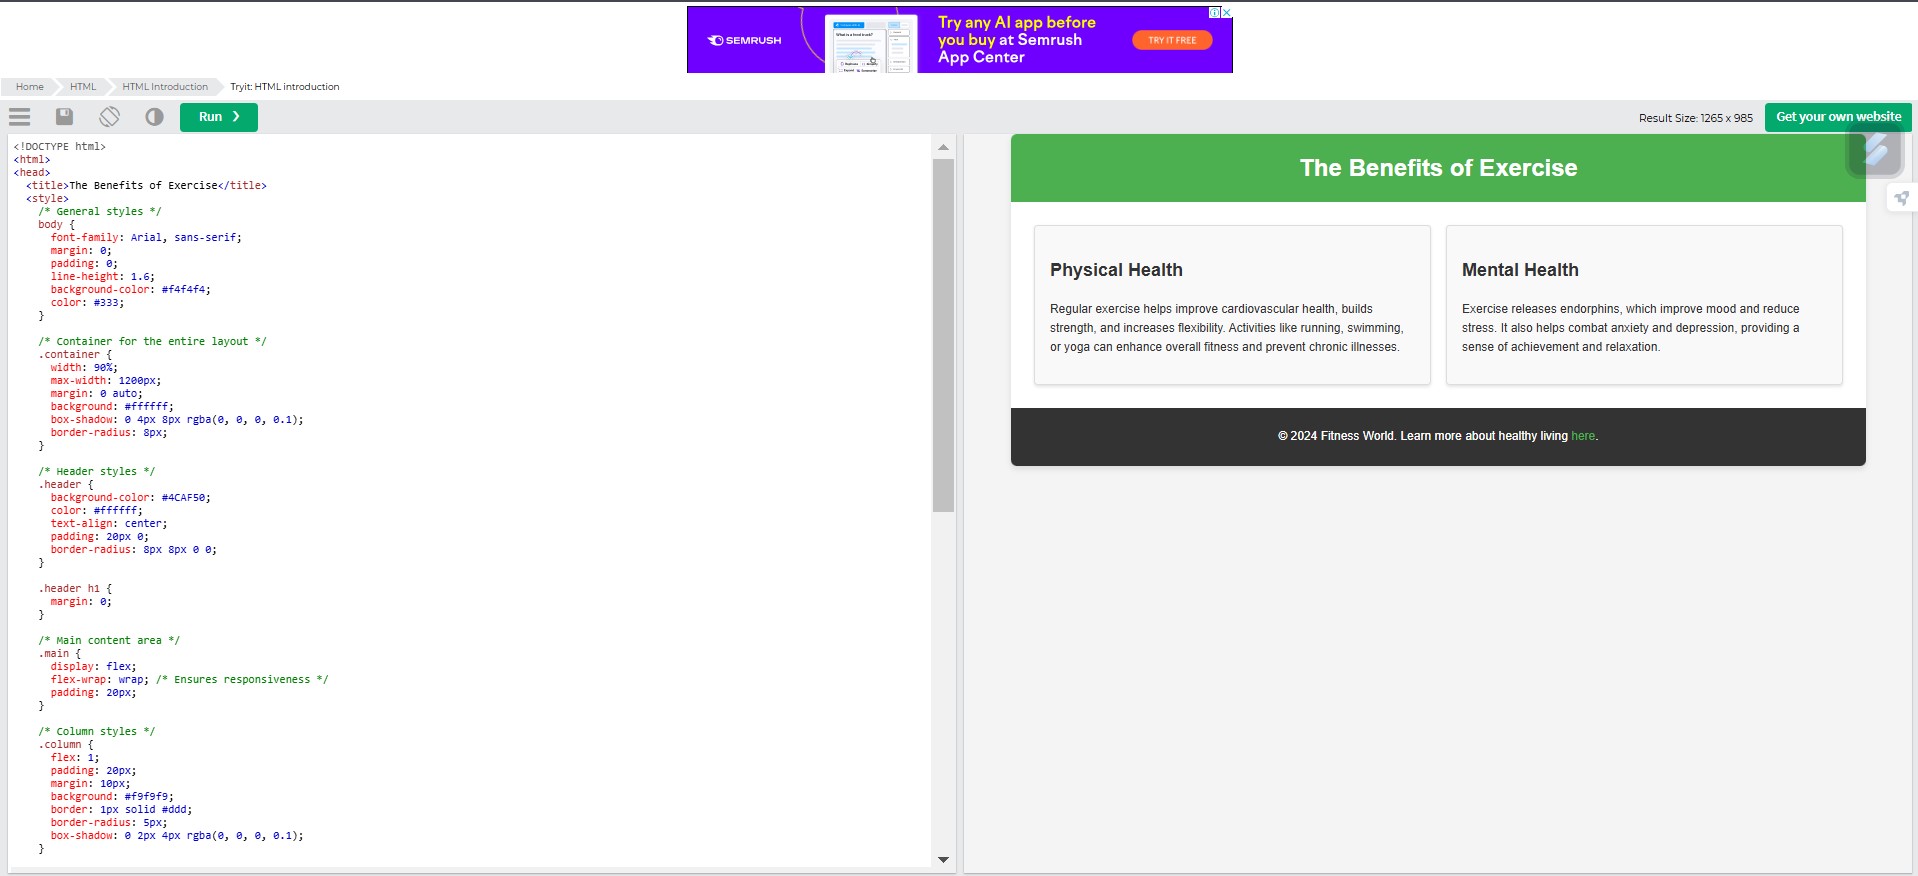 SEMRUSH
What is a food truck?
Try any AI app before
you buy at Semrush
App Center
TRY IT FREE
Home
HTML
HTML Introduction
Tryit: HTML introduction
Run ❯
Result Size: 1265 x 985
Get your own website
<!DOCTYPE html>
<html>
<head>
  <title>The Benefits of Exercise</title>
  <style>
    /* General styles */
    body {
      font-family: Arial, sans-serif;
      margin: 0;
      padding: 0;
      line-height: 1.6;
      background-color: #f4f4f4;
      color: #333;
    }

    /* Container for the entire layout */
    .container {
      width: 90%;
      max-width: 1200px;
      margin: 0 auto;
      background: #ffffff;
      box-shadow: 0 4px 8px rgba(0, 0, 0, 0.1);
      border-radius: 8px;
    }

    /* Header styles */
    .header {
      background-color: #4CAF50;
      color: #ffffff;
      text-align: center;
      padding: 20px 0;
      border-radius: 8px 8px 0 0;
    }

    .header h1 {
      margin: 0;
    }

    /* Main content area */
    .main {
      display: flex;
      flex-wrap: wrap; /* Ensures responsiveness */
      padding: 20px;
    }

    /* Column styles */
    .column {
      flex: 1;
      padding: 20px;
      margin: 10px;
      background: #f9f9f9;
      border: 1px solid #ddd;
      border-radius: 5px;
      box-shadow: 0 2px 4px rgba(0, 0, 0, 0.1);
    }
The Benefits of Exercise
Physical Health
Regular exercise helps improve cardiovascular health, builds
strength, and increases flexibility. Activities like running, swimming,
or yoga can enhance overall fitness and prevent chronic illnesses.
Mental Health
Exercise releases endorphins, which improve mood and reduce
stress. It also helps combat anxiety and depression, providing a
sense of achievement and relaxation.
© 2024 Fitness World. Learn more about healthy living here.